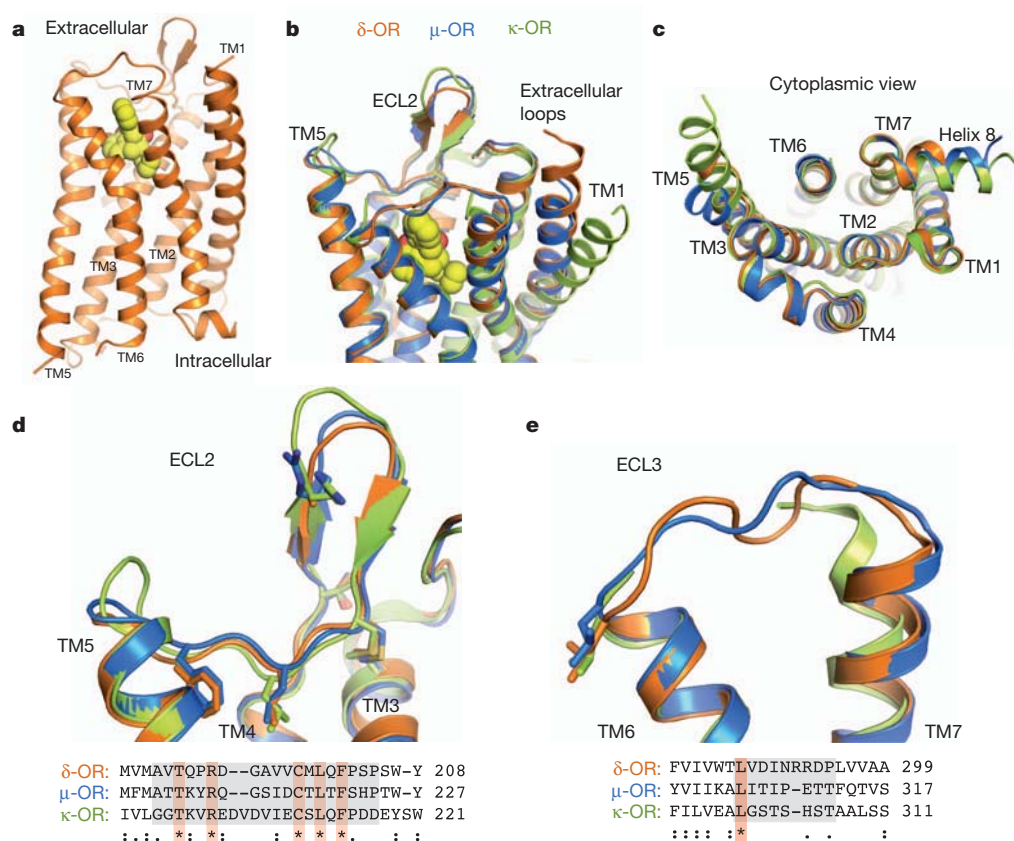 a
Extracellular
TM1
TM7
TM3
TM2
TM6
TM5
Intracellular
b
δ-OR μ-OR κ-OR
ECL2
Extracellular
loops
TM5
TM1
c
Cytoplasmic view
TM7
TM6
Helix 8
TM5
TM2
TM3
TM1
TM4
d
ECL2
TM5
TM4
TM3
δ-OR: MVMAVTQPRD--GAVVCMLQFPSPSW-Y 208
μ-OR: MFMATTKYRQ--GSIDCTLTFSHPTW-Y 227
κ-OR: IVLGGTKVREDVDVIECSLQFPDDEYSW 221
:.:. * * : * * *. :
e
ECL3
TM6
TM7
δ-OR: FVIVWTLVDINRRDPLVVAA 299
μ-OR: YVIIKALITIP-ETTFQTVS 317
κ-OR: FILVEALGSTS-HSTAALSS 311
:::: :* . . :